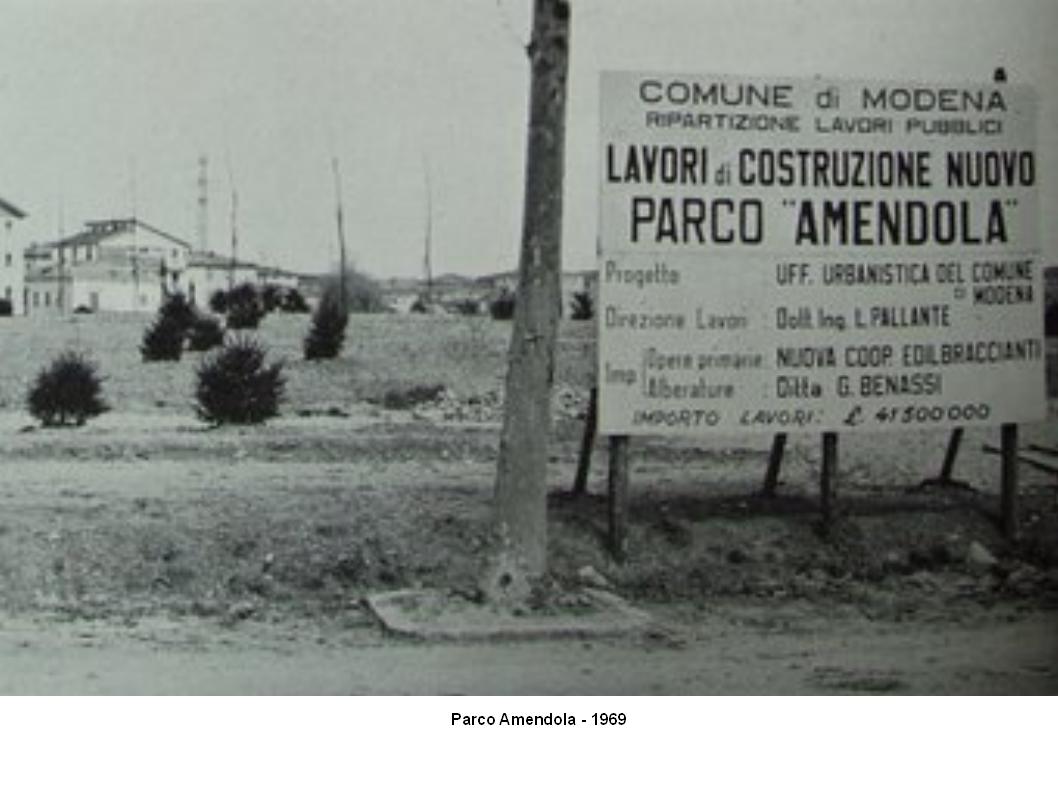 COMUNE di MODENA
RIPARTIZIONE LAVORI PUBBLICI
LAVORI di COSTRUZIONE NUOVO
PARCO "AMENDOLA"
Progetto UFF. URBANISTICA DEL COMUNE
DI MODENA
Direzione Lavori : Dott. Ing. L. PALLANTE
Imp. Opere primarie : NUOVA COOP. EDILBRACCIANTI
Alberature : Ditta G. BENASSI
IMPORTO LAVORI: £. 41500000
Parco Amendola - 1969